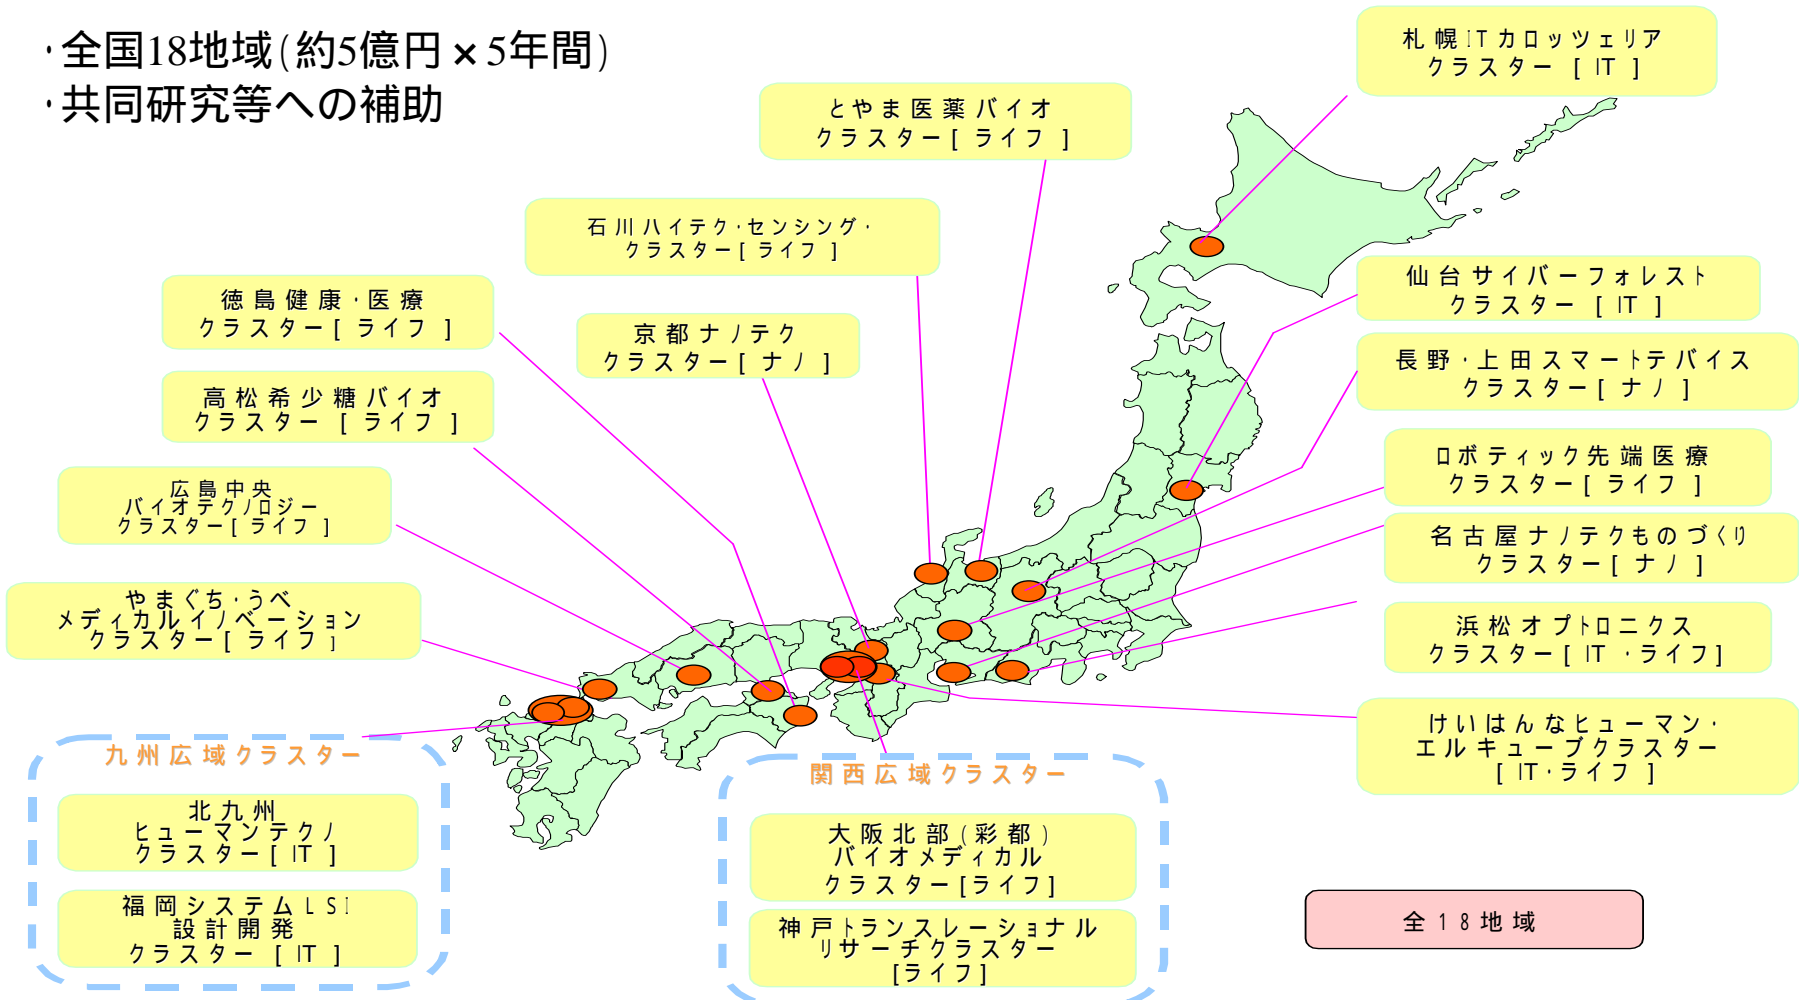 ・全国18地域(約5億円×5年間)
・共同研究等への補助
札幌ITカロッツェリア
クラスター [ IT ]
とやま医薬バイオ
クラスター[ ライフ ]
石川ハイテク・センシング・
クラスター[ ライフ ]
徳島健康・医療
クラスター[ ライフ ]
京都ナノテク
クラスター[ ナノ ]
高松希少糖バイオ
クラスター [ ライフ ]
広島中央
バイオテクノロジー
クラスター[ ライフ ]
やまぐち・うべ
メディカルイノベーション
クラスター[ ライフ ]
仙台サイバーフォレスト
クラスター [ IT ]
長野・上田スマートデバイス
クラスター[ ナノ ]
ロボティック先端医療
クラスター[ ライフ ]
名古屋ナノテクものづくり
クラスター[ ナノ ]
浜松オプトロニクス
クラスター[ IT ・ライフ]
けいはんなヒューマン・
エルキューブクラスター
[ IT・ライフ ]
九州広域クラスター
北九州
ヒューマンテクノ
クラスター[ IT ]
福岡システムLSI
設計開発
クラスター [ IT ]
関西広域クラスター
大阪北部(彩都)
バイオメディカル
クラスター[ライフ]
神戸トランスレーショナル
リサーチクラスター
[ライフ]
全18地域